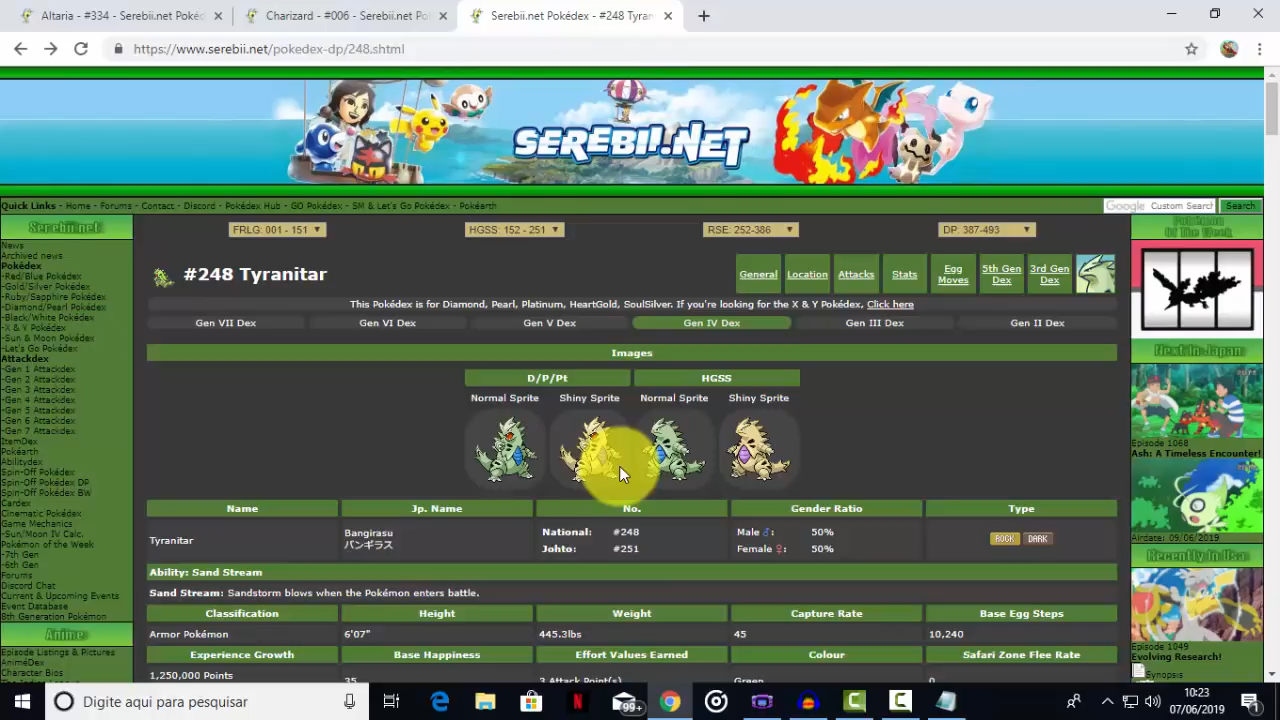 Altaria - #334 - Serebii.net Pokéde
Charizard - #006 - Serebii.net Pol
Serebii.net Pokédex - #248 Tyran
https://www.serebii.net/pokedex-dp/248.shtml
SEREBII.NET
Quick Links - Home - Forums - Contact - Discord - Pokédex Hub - GO Pokédex - SM & Let's Go Pokédex - Pokéarth
Google Custom Search
Search
Serebii.net
News
Archived news
Pokédex
-Red/Blue Pokédex
-Gold/Silver Pokédex
-Ruby/Sapphire Pokédex
-Diamond/Pearl Pokédex
-Black/White Pokédex
-X & Y Pokédex
-Sun & Moon Pokédex
-Let's Go Pokédex
Attackdex
-Gen 1 Attackdex
-Gen 2 Attackdex
-Gen 3 Attackdex
-Gen 4 Attackdex
-Gen 5 Attackdex
-Gen 6 Attackdex
-Gen 7 Attackdex
ItemDex
Pokéarth
Abilitydex
Spin-Off Pokédex
Spin-Off Pokédex DP
Spin-Off Pokédex BW
Cardex
Cinematic Pokédex
Game Mechanics
-Sun/Moon IV Calc.
Pokémon of the Week
-7th Gen
-6th Gen
Forums
Discord Chat
Current & Upcoming Events
Event Database
8th Generation Pokémon
Anime
Episode Listings & Pictures
AniméDex
Character Bios
FRLG: 001 - 151
HGSS: 152 - 251
RSE: 252-386
DP: 387-493
#248 Tyranitar
General
Location
Attacks
Stats
Egg Moves
5th Gen Dex
3rd Gen Dex
This Pokédex is for Diamond, Pearl, Platinum, HeartGold, SoulSilver. If you're looking for the X & Y Pokédex, Click here
Gen VII Dex
Gen VI Dex
Gen V Dex
Gen IV Dex
Gen III Dex
Gen II Dex
Images
D/P/Pt
HGSS
Normal Sprite
Shiny Sprite
Normal Sprite
Shiny Sprite
Name
Jp. Name
No.
Gender Ratio
Type
Tyranitar
Bangirasu
バンギラス
National: #248
Johto: #251
Male ♂: 50%
Female ♀: 50%
ROCK
DARK
Ability: Sand Stream
Sand Stream: Sandstorm blows when the Pokémon enters battle.
Classification
Height
Weight
Capture Rate
Base Egg Steps
Armor Pokémon
6'07"
445.3lbs
45
10,240
Experience Growth
Base Happiness
Effort Values Earned
Colour
Safari Zone Flee Rate
1,250,000 Points
35
3 Attack Point(s)
Green
0
Pokémon
Of The Week
Next In Japan:
Episode 1068
Ash: A Timeless Encounter!
Airdate: 09/06/2019
Recently In Usa:
Episode 1049
Evolving Research!
Synopsis
Digite aqui para pesquisar
99+
10:23
07/06/2019
1